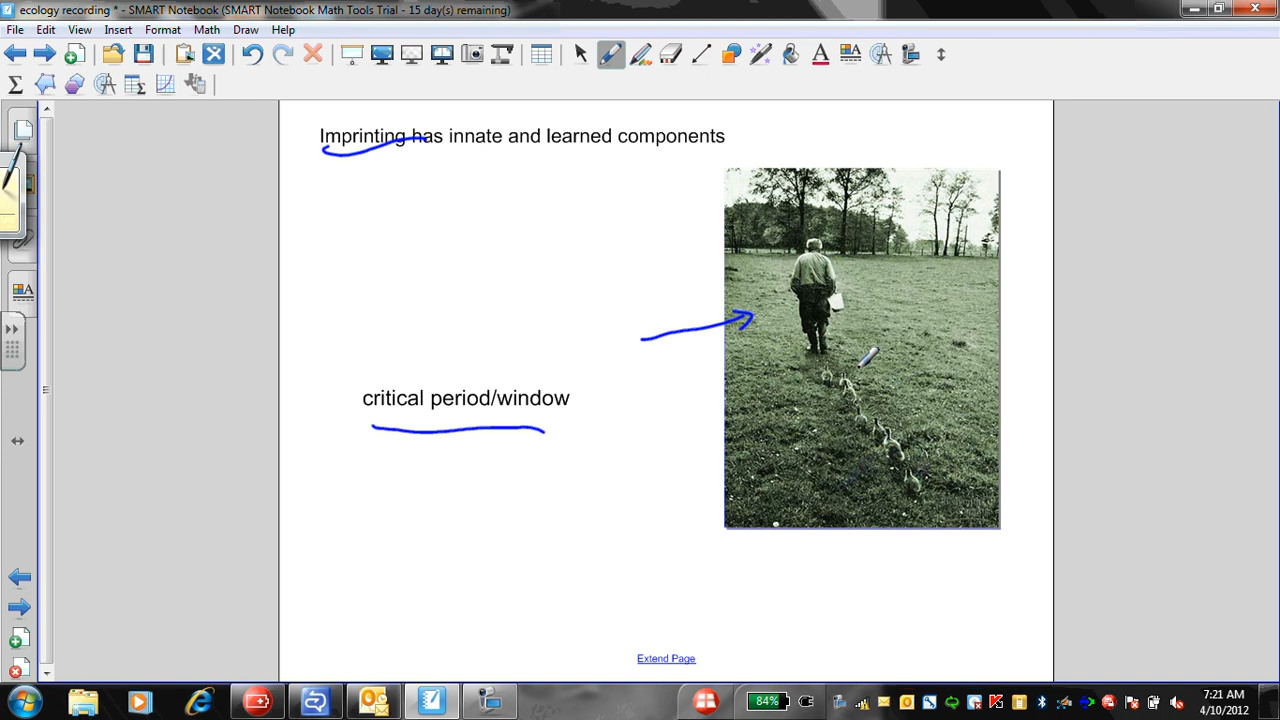 ecology recording * - SMART Notebook (SMART Notebook Math Tools Trial - 15 day(s) remaining)
File Edit View Insert Format Math Draw Help
Imprinting has innate and learned components
critical period/window
Extend Page
84%
7:21 AM
4/10/2012